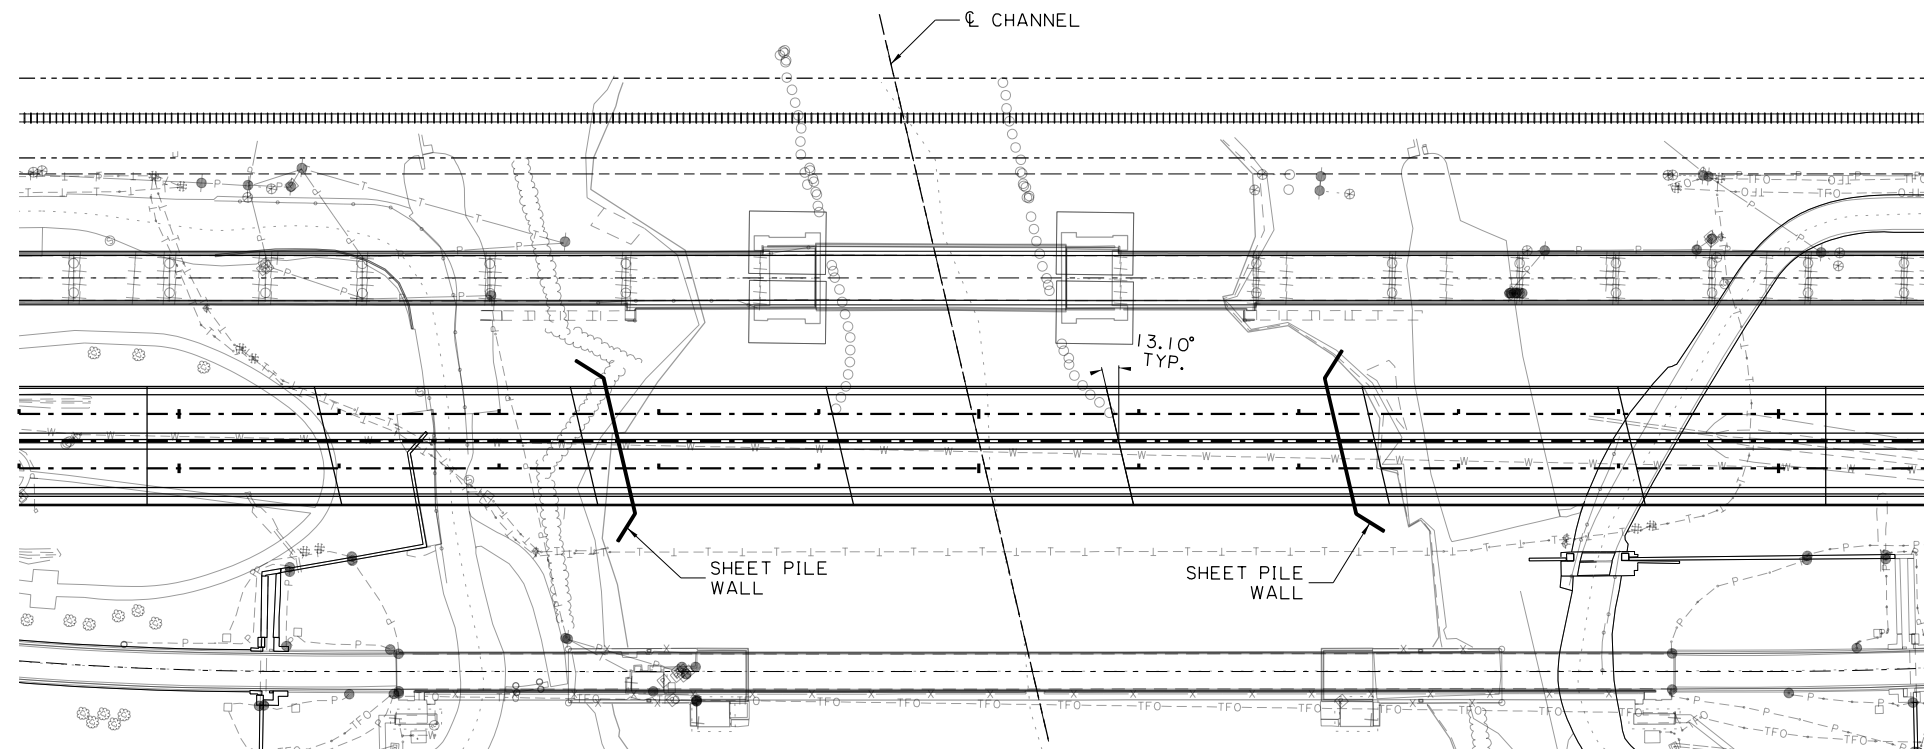 ℄ CHANNEL
13.10°
TYP.
SHEET PILE
WALL
SHEET PILE
WALL